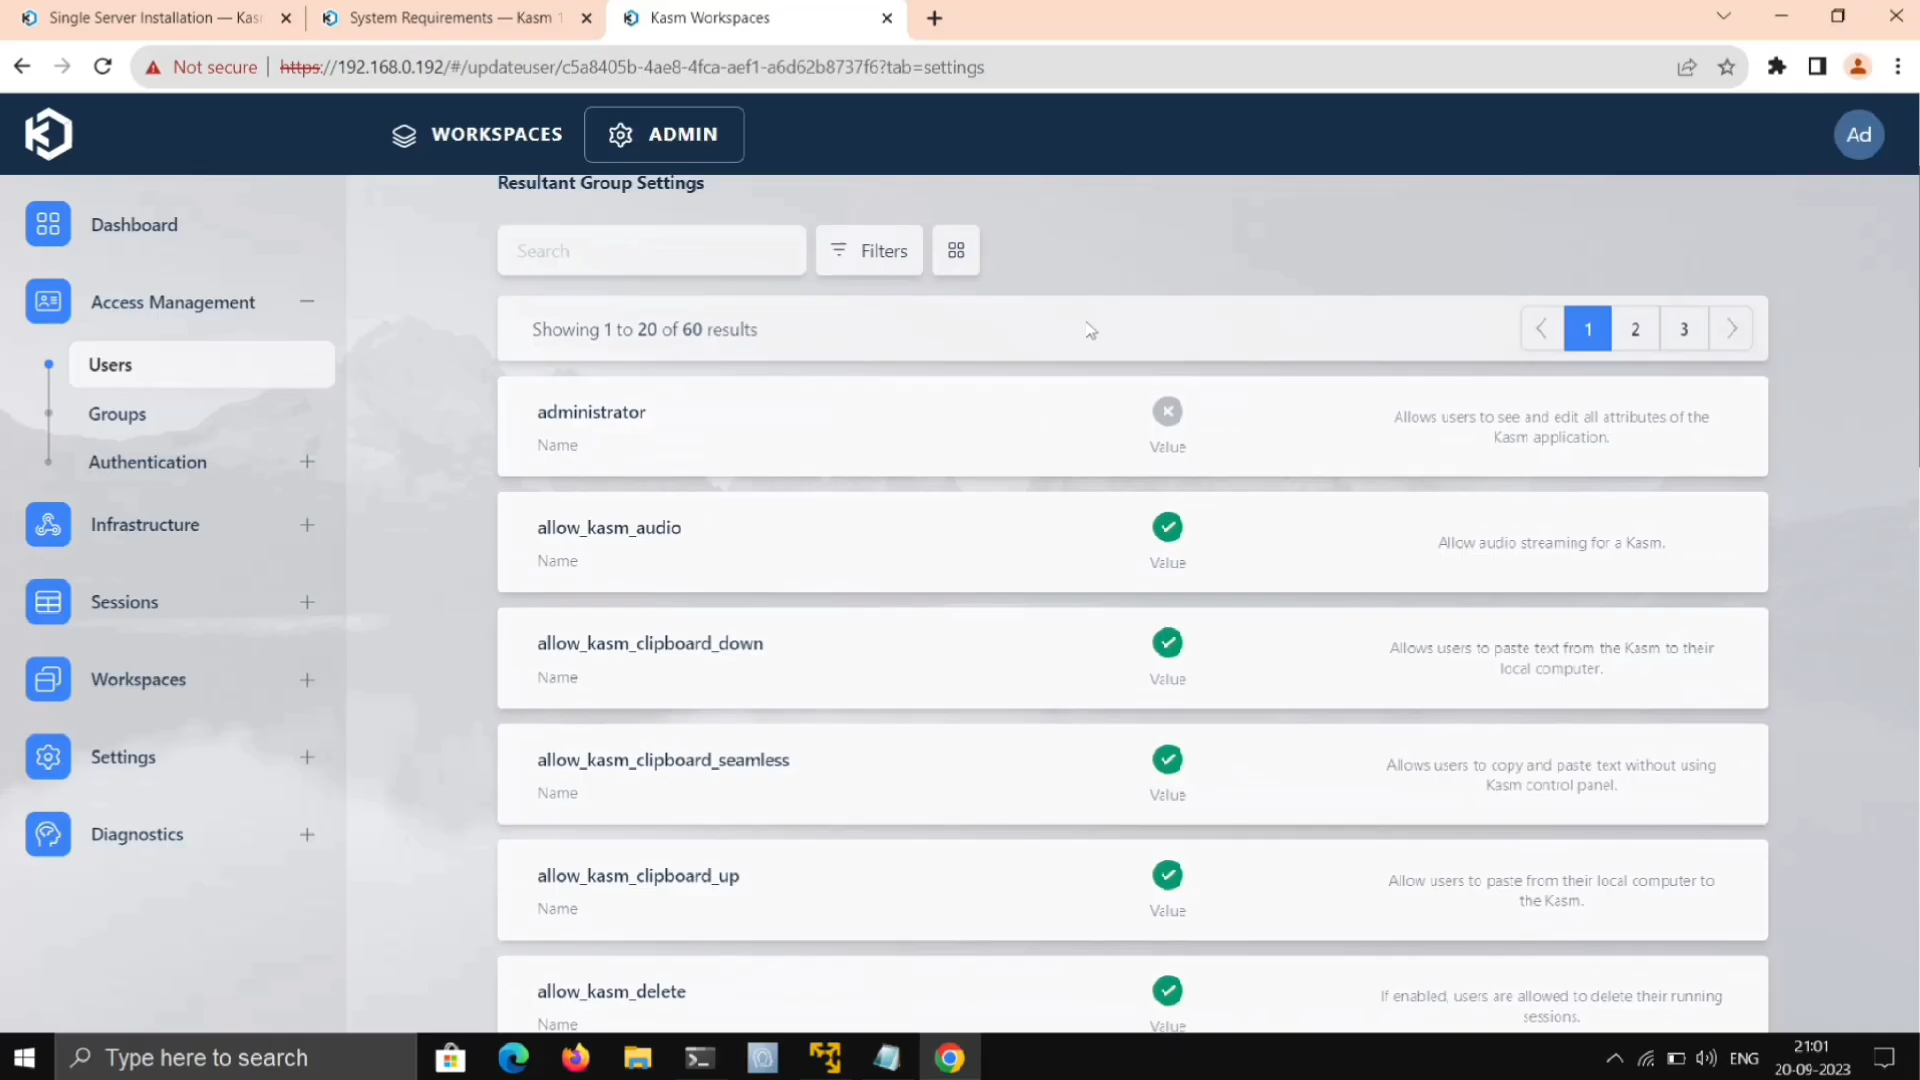 Single Server Installation — Kas
System Requirements — Kasm 1
Kasm Workspaces
Not secure
https://192.168.0.192/#/updateuser/c5a8405b-4ae8-4fca-aef1-a6d62b8737f6?tab=settings
WORKSPACES
ADMIN
Ad
Resultant Group Settings
Dashboard
Search
Filters
Access Management
Showing 1 to 20 of 60 results
1
2
3
Users
Groups
Authentication
Infrastructure
Sessions
Workspaces
Settings
Diagnostics
administrator
Name
Value
Allows users to see and edit all attributes of the
Kasm application.
allow_kasm_audio
Name
Value
Allow audio streaming for a Kasm.
allow_kasm_clipboard_down
Name
Value
Allows users to paste text from the Kasm to their
local computer.
allow_kasm_clipboard_seamless
Name
Value
Allows users to copy and paste text without using
Kasm control panel.
allow_kasm_clipboard_up
Name
Value
Allow users to paste from their local computer to
the Kasm.
allow_kasm_delete
Name
Value
If enabled, users are allowed to delete their running
sessions.
Type here to search
ENG
21:01
20-09-2023